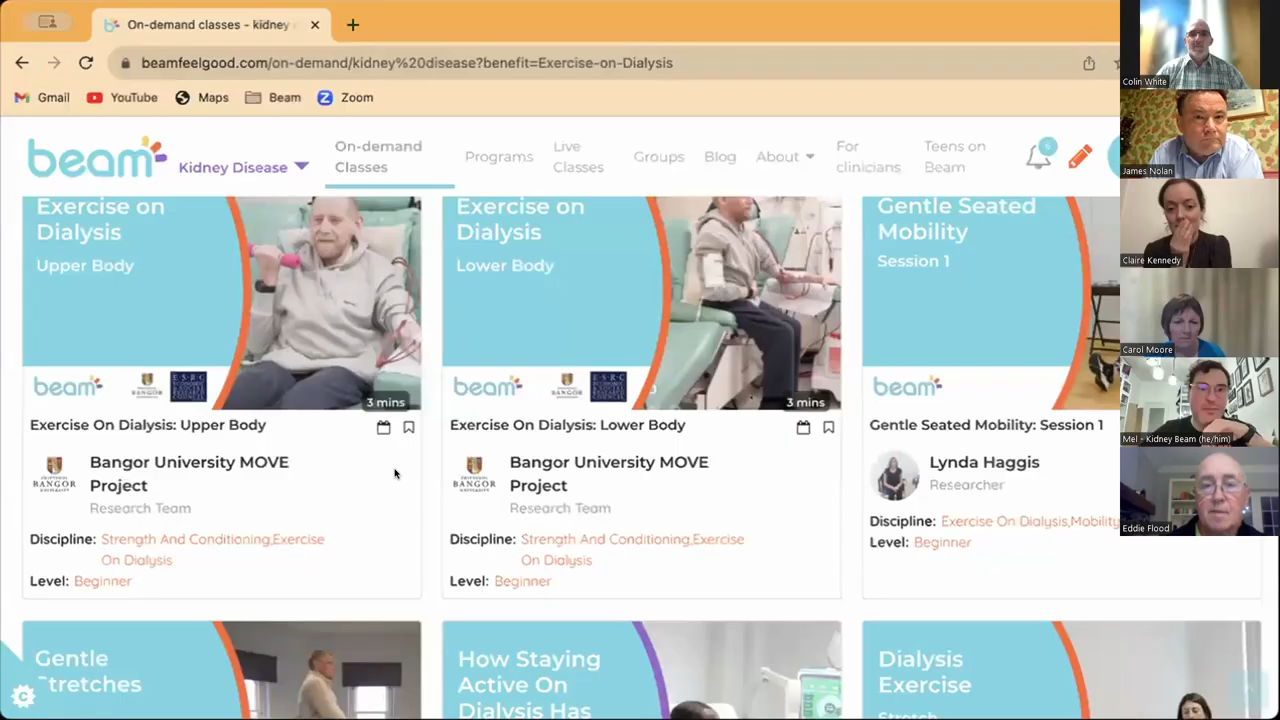 On-demand classes - kidney
beamfeelgood.com/on-demand/kidney%20disease?benefit=Exercise-on-Dialysis
Gmail YouTube Maps Beam Zoom
beam Kidney Disease On-demand Classes Programs Live Classes Groups Blog About For clinicians Teens on Beam
Exercise on
Dialysis
Upper Body
beam
3 mins
Exercise On Dialysis: Upper Body
Bangor University MOVE
Project
Research Team
Discipline: Strength And Conditioning,Exercise
On Dialysis
Level: Beginner
Exercise on
Dialysis
Lower Body
beam
3 mins
Exercise On Dialysis: Lower Body
Bangor University MOVE
Project
Research Team
Discipline: Strength And Conditioning,Exercise
On Dialysis
Level: Beginner
Gentle Seated
Mobility
Session 1
beam
Gentle Seated Mobility: Session 1
Lynda Haggis
Researcher
Discipline: Exercise On Dialysis,Mobility
Level: Beginner
Gentle
Stretches
How Staying
Active On
Dialysis Has
Dialysis
Exercise
Stretch
Colin White
James Nolan
Claire Kennedy
Carol Moore
Mel - Kidney Beam (he/him)
Eddie Flood